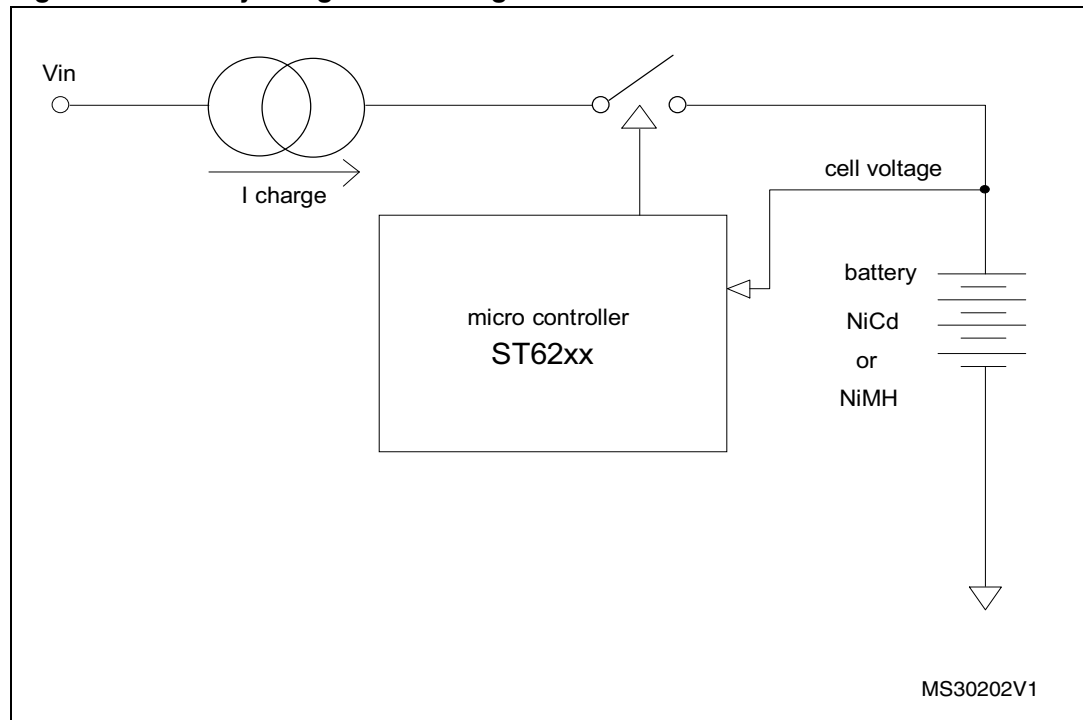 Vin
I charge
cell voltage
micro controller
ST62xx
battery
NiCd
or
NiMH
MS30202V1